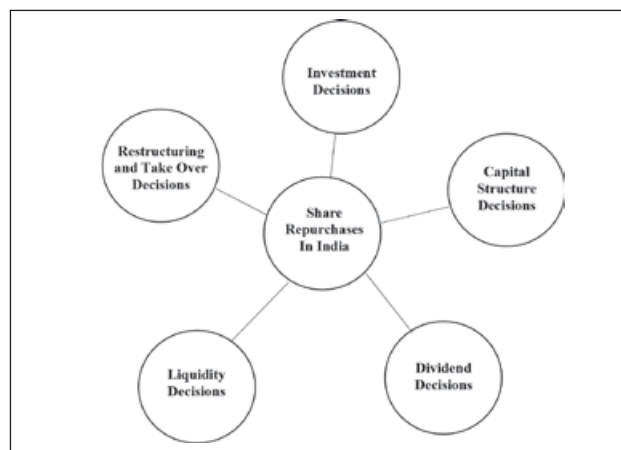 Investment
Decisions
Restructuring
and Take Over
Decisions
Capital
Structure
Decisions
Share
Repurchases
In India
Liquidity
Decisions
Dividend
Decisions